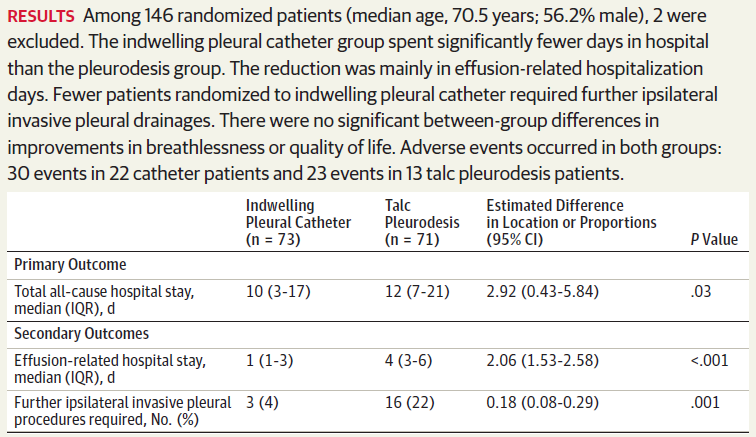 RESULTS Among 146 randomized patients (median age, 70.5 years; 56.2% male), 2 were
excluded. The indwelling pleural catheter group spent significantly fewer days in hospital
than the pleurodesis group. The reduction was mainly in effusion-related hospitalization
days. Fewer patients randomized to indwelling pleural catheter required further ipsilateral
invasive pleural drainages. There were no significant between-group differences in
improvements in breathlessness or quality of life. Adverse events occurred in both groups:
30 events in 22 catheter patients and 23 events in 13 talc pleurodesis patients.
Indwelling Talc Estimated Difference
Pleural Catheter Pleurodesis in Location or Proportions
(n = 73) (n = 71) (95% CI) P Value
Primary Outcome
Total all-cause hospital stay, 10 (3-17) 12 (7-21) 2.92 (0.43-5.84) .03
median (IQR), d
Secondary Outcomes
Effusion-related hospital stay, 1 (1-3) 4 (3-6) 2.06 (1.53-2.58) <.001
median (IQR), d
Further ipsilateral invasive pleural 3 (4) 16 (22) 0.18 (0.08-0.29) .001
procedures required, No. (%)